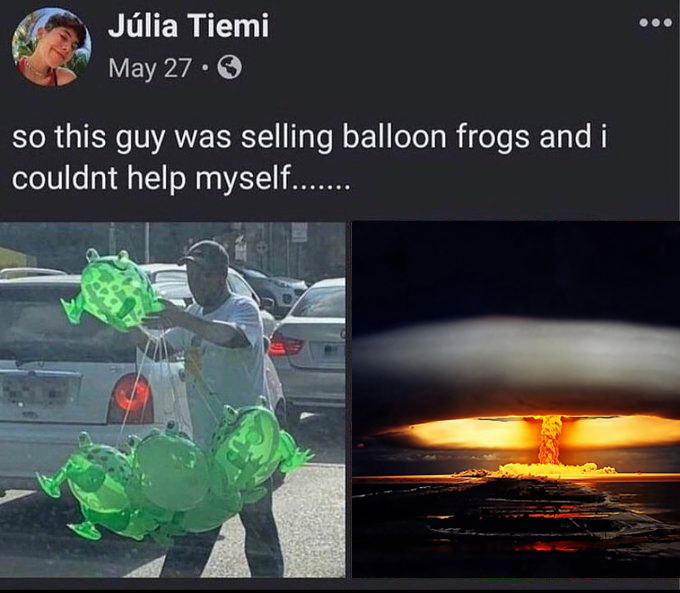 Júlia Tiemi
May 27 •
so this guy was selling balloon frogs and i
couldnt help myself.......